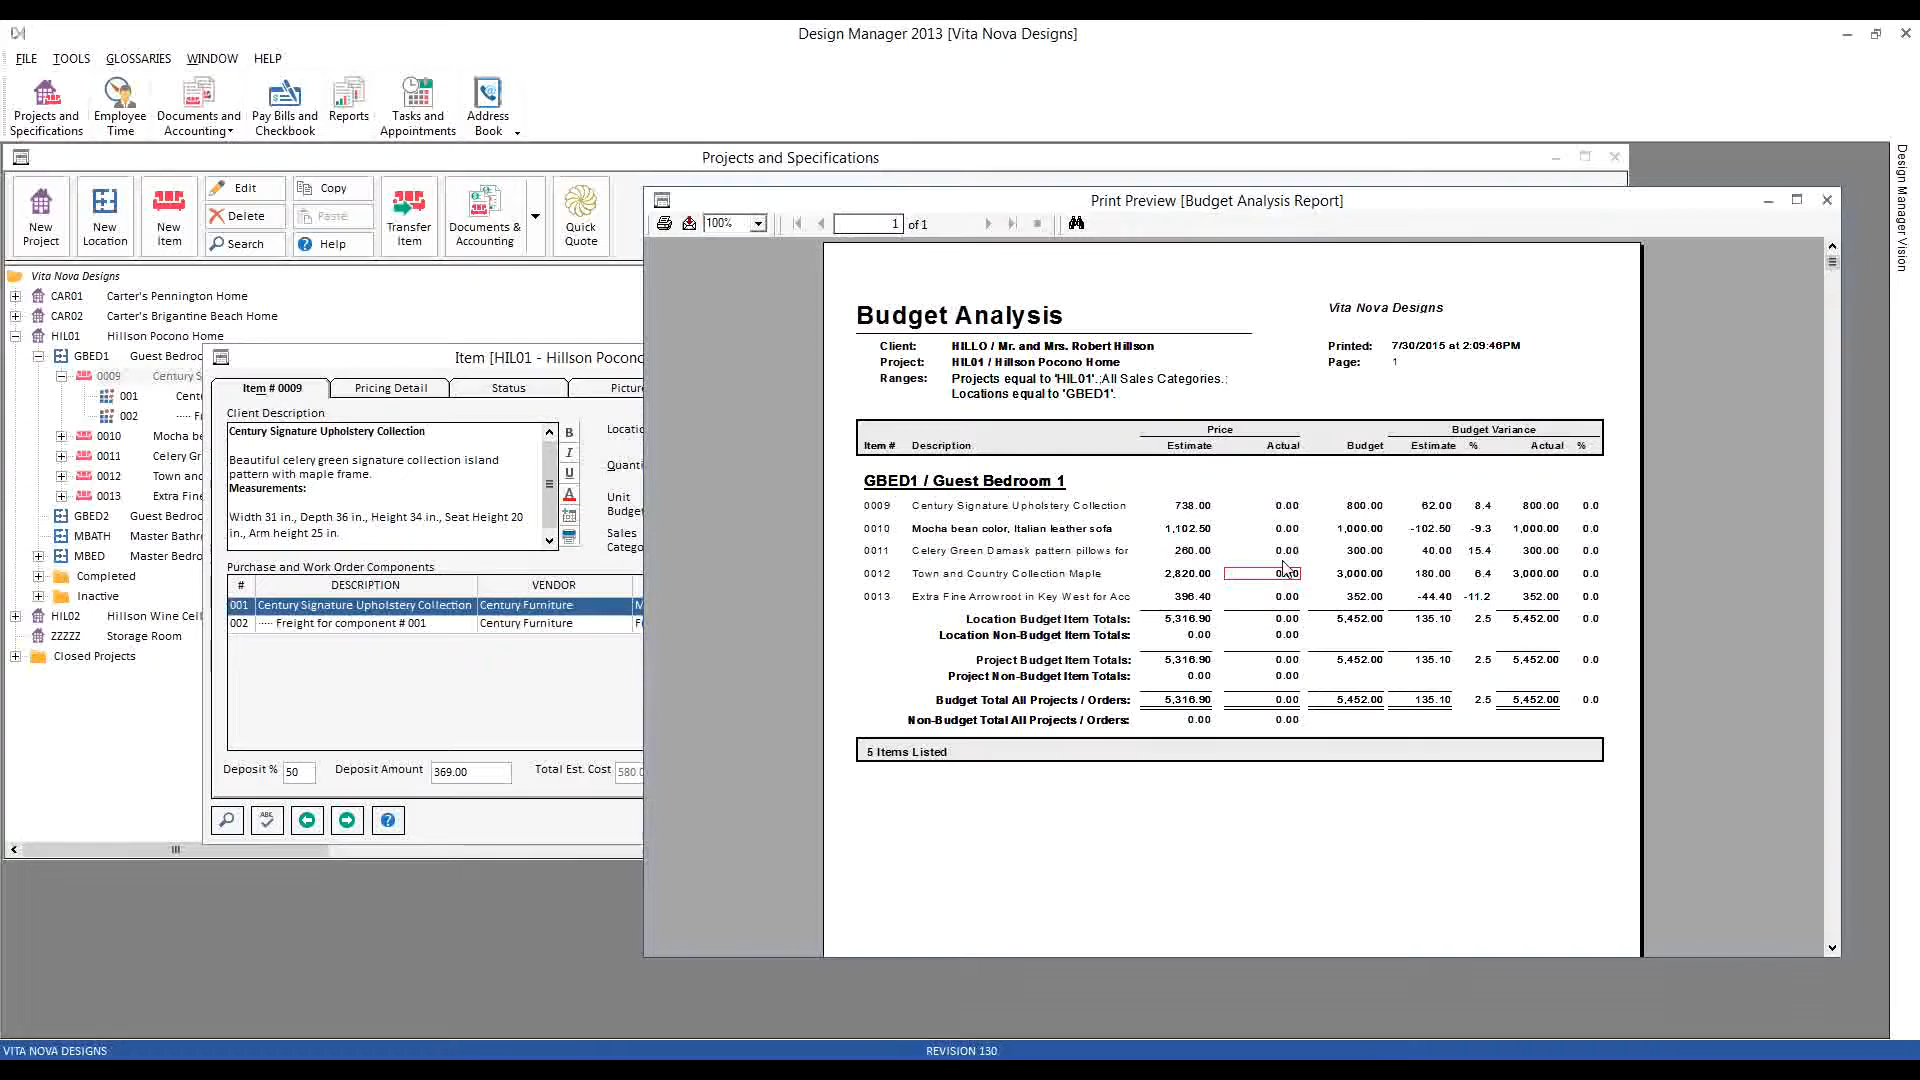 Design Manager 2013 [Vita Nova Designs]
FILE TOOLS GLOSSARIES WINDOW HELP
Projects and Specifications
Employee Time
Documents and Accounting
Pay Bills and Checkbook
Reports
Tasks and Appointments
Address Book
Design Manager Vision
Projects and Specifications
New Project
New Location
New Item
Edit
Delete
Search
Copy
Paste
Help
Transfer Item
Documents & Accounting
Quick Quote
Vita Nova Designs
CAR01 Carter's Pennington Home
CAR02 Carter's Brigantine Beach Home
HIL01 Hillson Pocono Home
GBED1 Guest Bedroo
0009 Century S
001 Cent
002 ····· F
0010 Mocha be
0011 Celery Gr
0012 Town anc
0013 Extra Fine
GBED2 Guest Bedroo
MBATH Master Bathr
MBED Master Bedro
Completed
Inactive
HIL02 Hillson Wine Cell
ZZZZZ Storage Room
Closed Projects
Item [HIL01 - Hillson Pocono
Item # 0009
Pricing Detail
Status
Pictur
Client Description
Century Signature Upholstery Collection
Beautiful celery green signature collection island
pattern with maple frame.
Measurements:
Width 31 in., Depth 36 in., Height 34 in., Seat Height 20
in., Arm height 25 in.
B
I
U
A
Locatio
Quanti
Unit
Budget
Sales
Catego
Purchase and Work Order Components
# DESCRIPTION VENDOR
001 Century Signature Upholstery Collection Century Furniture M
002 ····· Freight for component # 001 Century Furniture F
Deposit % 50 Deposit Amount 369.00 Total Est. Cost 580.0
Print Preview [Budget Analysis Report]
100% 1 of 1
Budget Analysis
Vita Nova Designs
Client: HILLO / Mr. and Mrs. Robert Hillson
Printed: 7/30/2015 at 2:09:46PM
Project: HIL01 / Hillson Pocono Home
Page: 1
Ranges: Projects equal to 'HIL01'.;All Sales Categories.;
Locations equal to 'GBED1'.
Price Budget Variance
Item # Description Estimate Actual Budget Estimate % Actual %
GBED1 / Guest Bedroom 1
0009 Century Signature Upholstery Collection 738.00 0.00 800.00 62.00 8.4 800.00 0.0
0010 Mocha bean color, Italian leather sofa 1,102.50 0.00 1,000.00 -102.50 -9.3 1,000.00 0.0
0011 Celery Green Damask pattern pillows for 260.00 0.00 300.00 40.00 15.4 300.00 0.0
0012 Town and Country Collection Maple 2,820.00 3,000.00 180.00 6.4 3,000.00 0.0
0013 Extra Fine Arrowroot in Key West for Acc 396.40 0.00 352.00 -44.40 -11.2 352.00 0.0
Location Budget Item Totals: 5,316.90 0.00 5,452.00 135.10 2.5 5,452.00 0.0
Location Non-Budget Item Totals: 0.00 0.00
Project Budget Item Totals: 5,316.90 0.00 5,452.00 135.10 2.5 5,452.00 0.0
Project Non-Budget Item Totals: 0.00 0.00
Budget Total All Projects / Orders: 5,316.90 0.00 5,452.00 135.10 2.5 5,452.00 0.0
Non-Budget Total All Projects / Orders: 0.00 0.00
5 Items Listed
VITA NOVA DESIGNS
REVISION 130